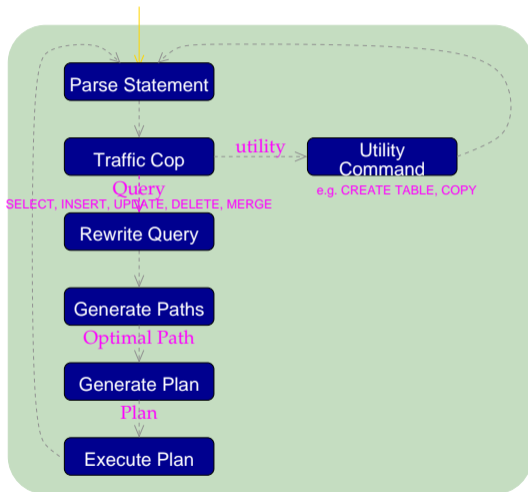 Parse Statement
Traffic Cop
utility
Utility
Command
e.g. CREATE TABLE, COPY
Query
SELECT, INSERT, UPDATE, DELETE, MERGE
Rewrite Query
Generate Paths
Optimal Path
Generate Plan
Plan
Execute Plan